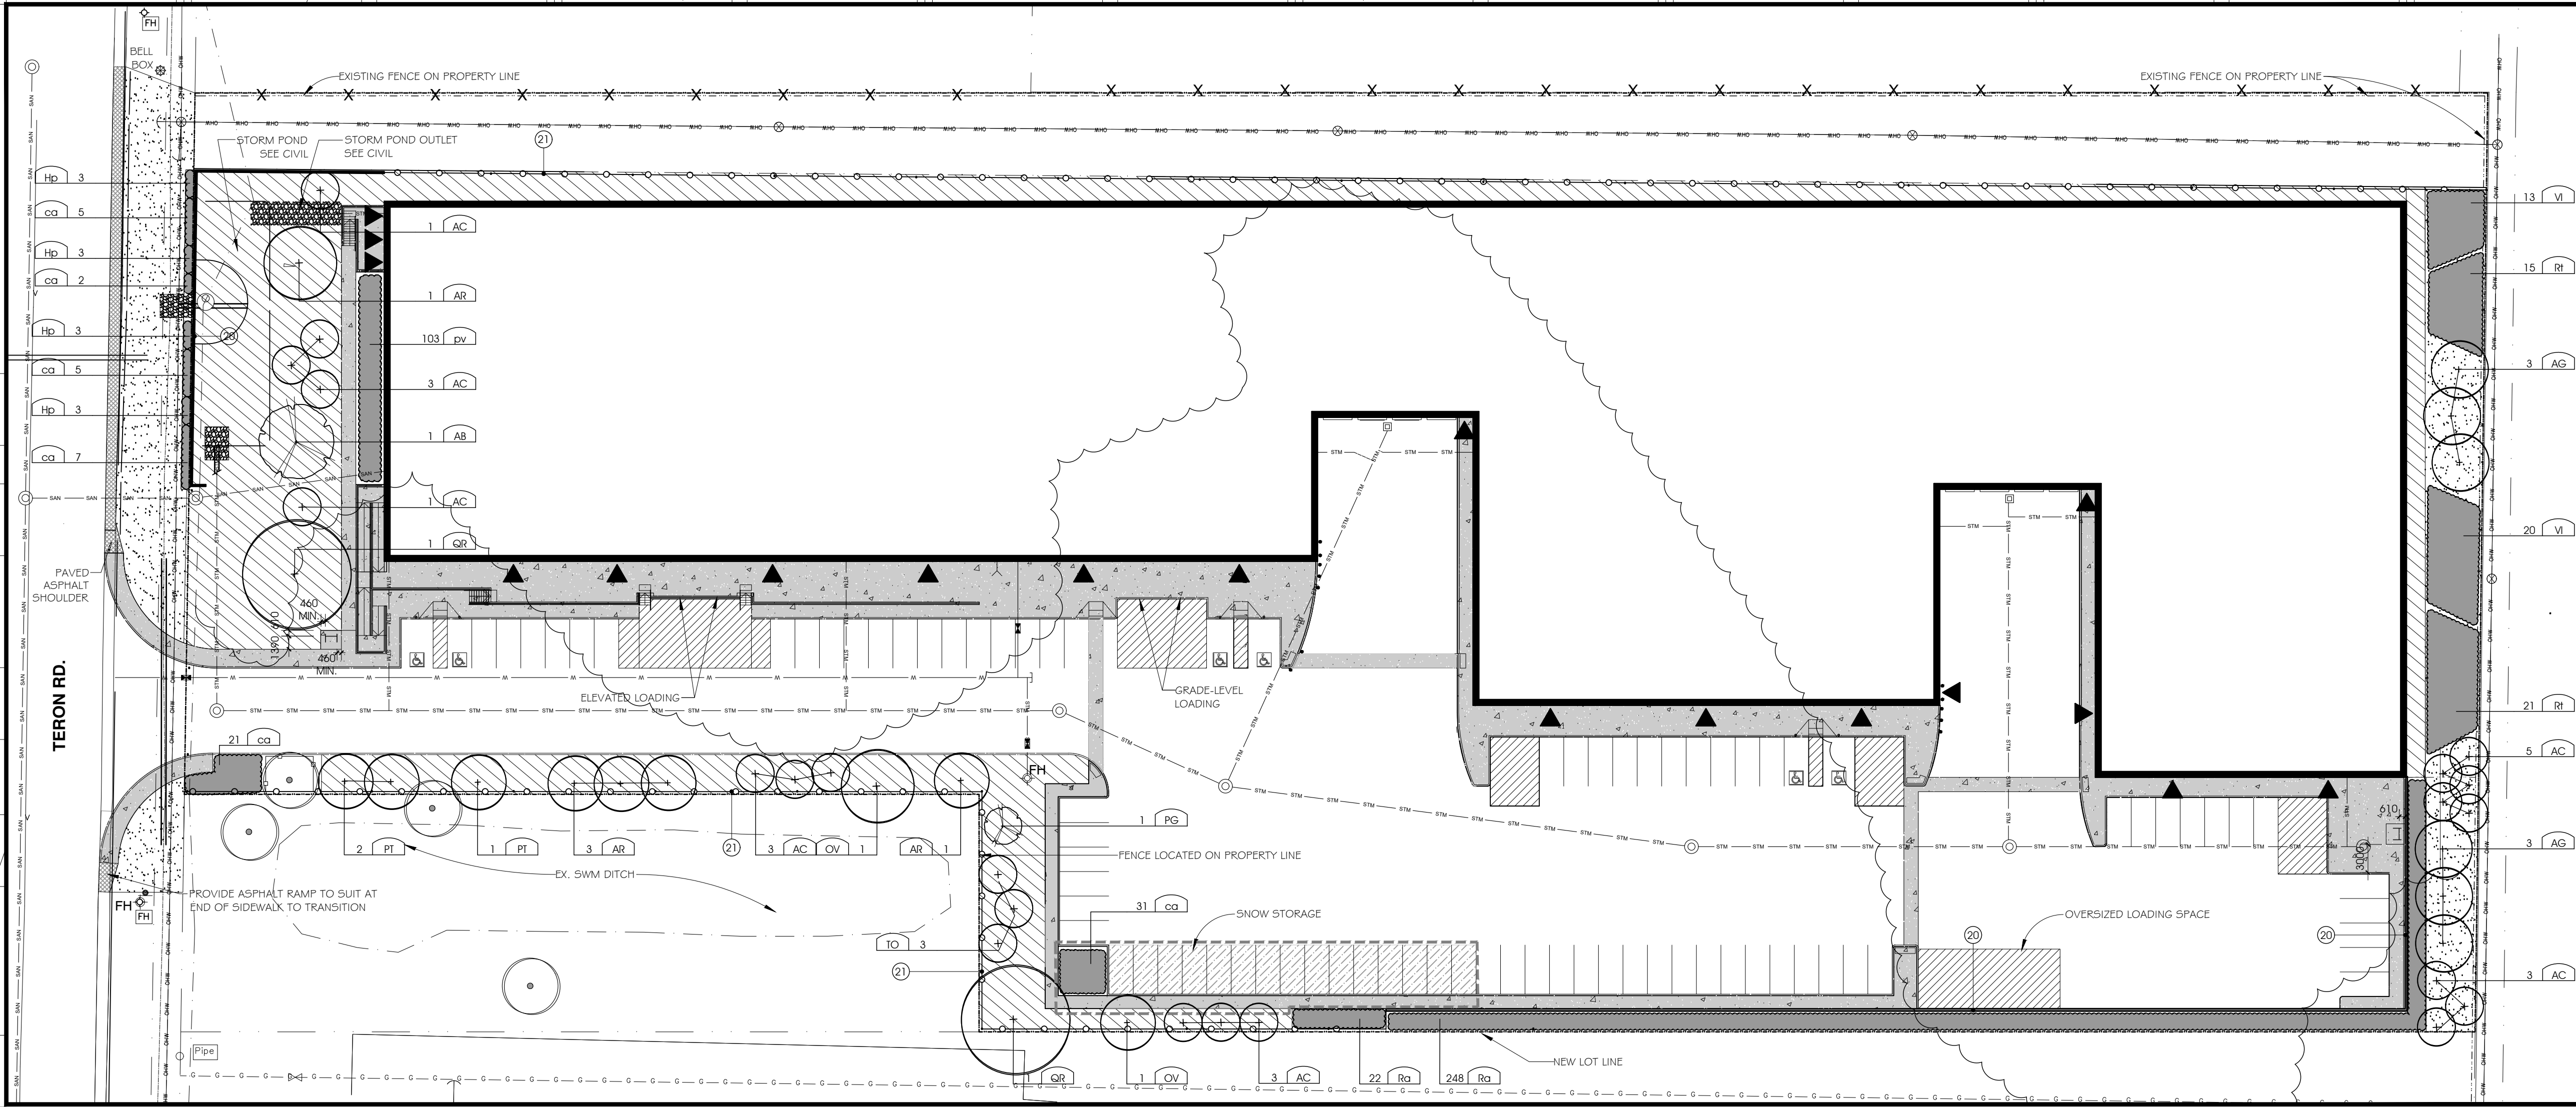 FH
BELL
BOX
EXISTING FENCE ON PROPERTY LINE
EXISTING FENCE ON PROPERTY LINE
STORM POND
SEE CIVIL
STORM POND OUTLET
SEE CIVIL
21
Hp 3
ca 5
Hp 3
ca 2
Hp 3
ca 5
Hp 3
ca 7
20
1 AC
1 AR
103 pv
3 AC
1 AB
1 AC
1 QR
13 VI
15 Rt
3 AG
20 VI
21 Rt
5 AC
3 AG
3 AC
PAVED
ASPHALT
SHOULDER
460
MIN.
1390
610
460
MIN.
TERON RD.
ELEVATED LOADING
GRADE-LEVEL
LOADING
21 ca
FH
2 PT
1 PT
3 AR
21
3 AC
OV 1
AR 1
1 PG
FENCE LOCATED ON PROPERTY LINE
EX. SWM DITCH
PROVIDE ASPHALT RAMP TO SUIT AT
END OF SIDEWALK TO TRANSITION
FH
FH
31 ca
SNOW STORAGE
OVERSIZED LOADING SPACE
610
3000
20
20
TO 3
21
Pipe
NEW LOT LINE
1 QR
1 OV
3 AC
22 Ra
248 Ra